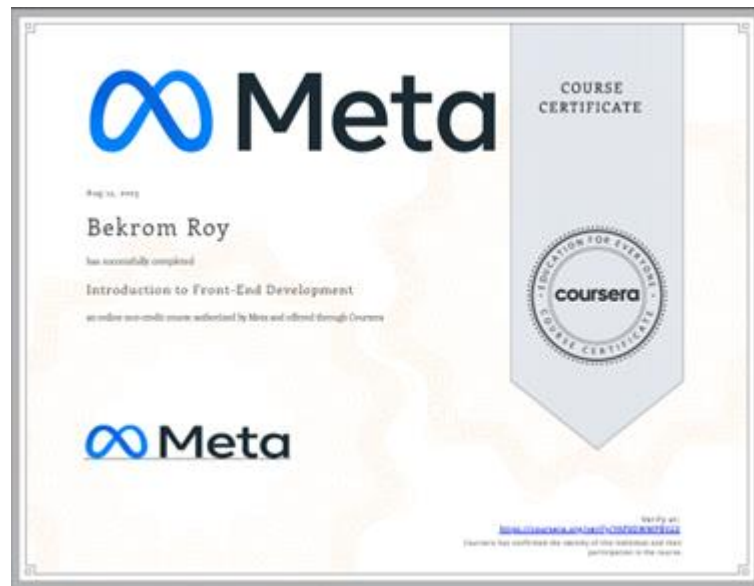 Meta
COURSE
CERTIFICATE
Bekrom Roy
has successfully completed
Introduction to Front-End Development
an online non-credit course authorized by Meta and offered through Coursera
EDUCATION FOR EVERYONE
coursera
COURSE CERTIFICATE
Meta
Verify at:
Coursera has confirmed the identity of this individual and their
participation in the course